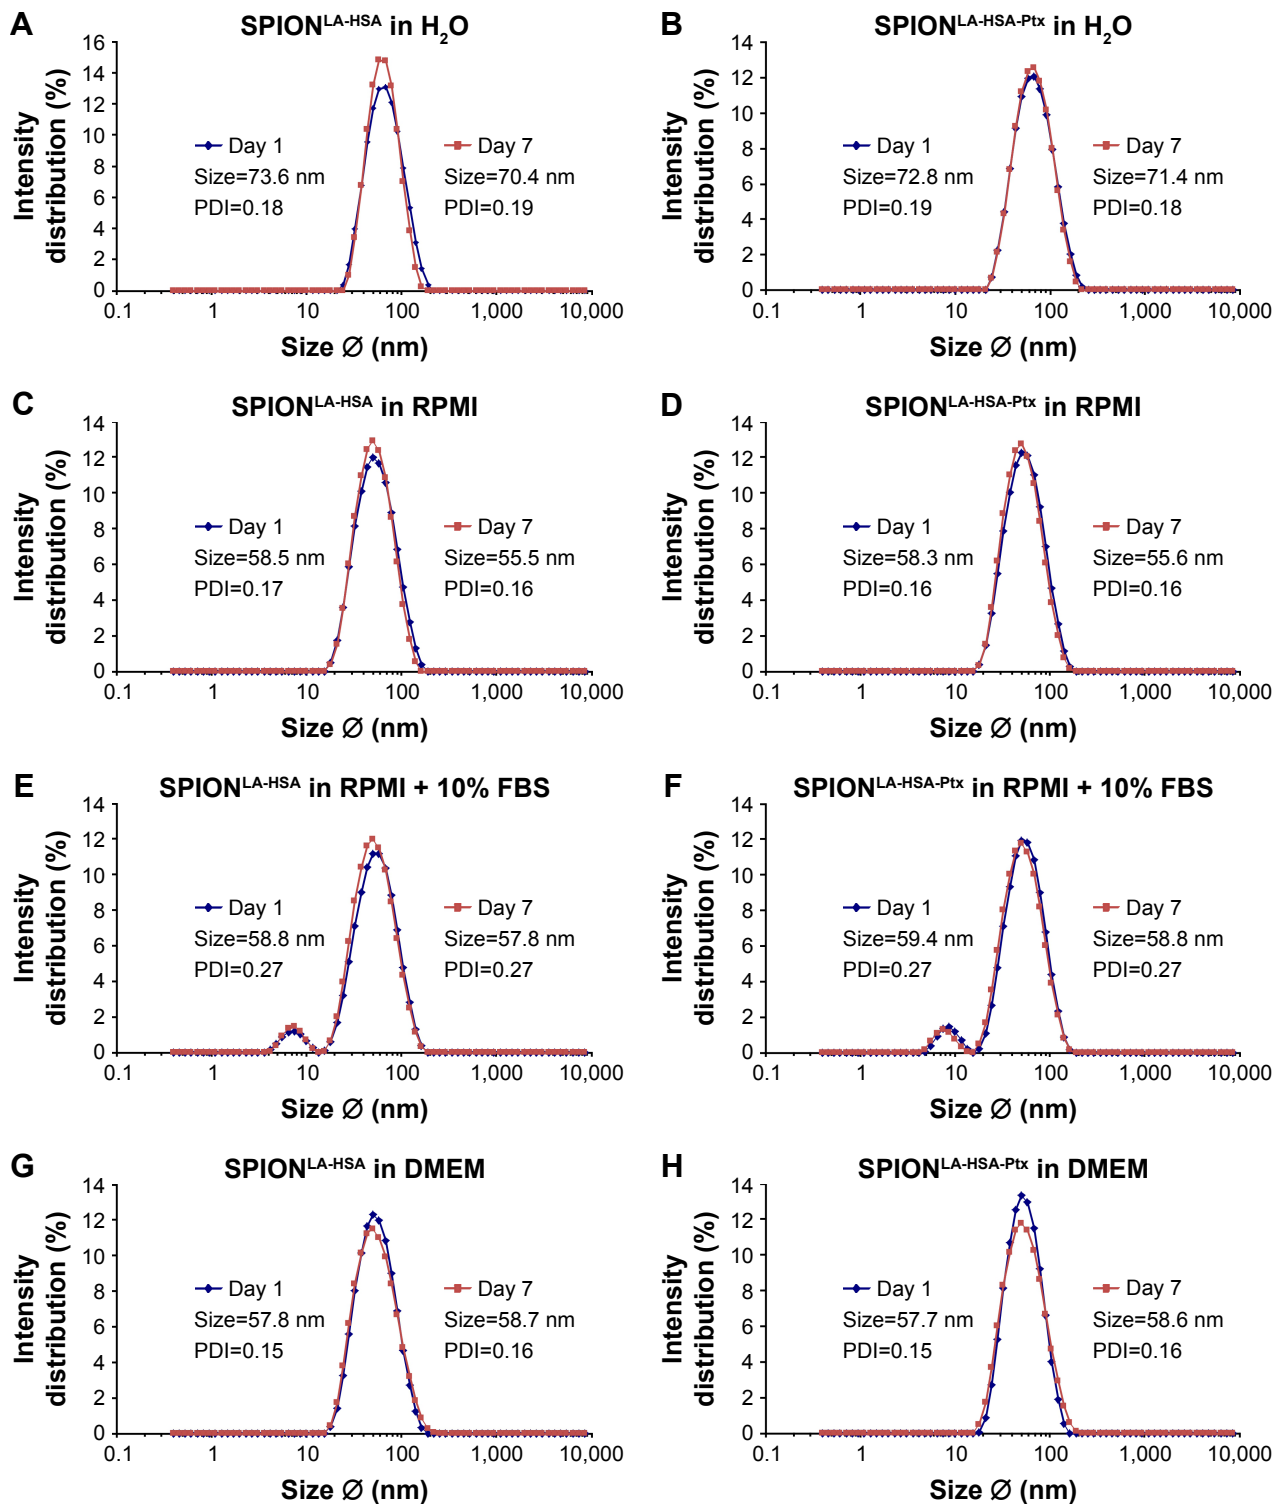 A
SPION^LA-HSA in H₂O
Intensity
distribution (%)
16
14
12
10
8
6
4
2
0
Day 1
Size=73.6 nm
PDI=0.18
Day 7
Size=70.4 nm
PDI=0.19
0.1 1 10 100 1,000 10,000
Size Ø (nm)
B
SPION^LA-HSA-Ptx in H₂O
Intensity
distribution (%)
14
12
10
8
6
4
2
0
Day 1
Size=72.8 nm
PDI=0.19
Day 7
Size=71.4 nm
PDI=0.18
0.1 1 10 100 1,000 10,000
Size Ø (nm)
C
SPION^LA-HSA in RPMI
Intensity
distribution (%)
14
12
10
8
6
4
2
0
Day 1
Size=58.5 nm
PDI=0.17
Day 7
Size=55.5 nm
PDI=0.16
0.1 1 10 100 1,000 10,000
Size Ø (nm)
D
SPION^LA-HSA-Ptx in RPMI
Intensity
distribution (%)
14
12
10
8
6
4
2
0
Day 1
Size=58.3 nm
PDI=0.16
Day 7
Size=55.6 nm
PDI=0.16
0.1 1 10 100 1,000 10,000
Size Ø (nm)
E
SPION^LA-HSA in RPMI + 10% FBS
Intensity
distribution (%)
14
12
10
8
6
4
2
0
Day 1
Size=58.8 nm
PDI=0.27
Day 7
Size=57.8 nm
PDI=0.27
0.1 1 10 100 1,000 10,000
Size Ø (nm)
F
SPION^LA-HSA-Ptx in RPMI + 10% FBS
Intensity
distribution (%)
14
12
10
8
6
4
2
0
Day 1
Size=59.4 nm
PDI=0.27
Day 7
Size=58.8 nm
PDI=0.27
0.1 1 10 100 1,000 10,000
Size Ø (nm)
G
SPION^LA-HSA in DMEM
Intensity
distribution (%)
14
12
10
8
6
4
2
0
Day 1
Size=57.8 nm
PDI=0.15
Day 7
Size=58.7 nm
PDI=0.16
0.1 1 10 100 1,000 10,000
Size Ø (nm)
H
SPION^LA-HSA-Ptx in DMEM
Intensity
distribution (%)
14
12
10
8
6
4
2
0
Day 1
Size=57.7 nm
PDI=0.15
Day 7
Size=58.6 nm
PDI=0.16
0.1 1 10 100 1,000 10,000
Size Ø (nm)